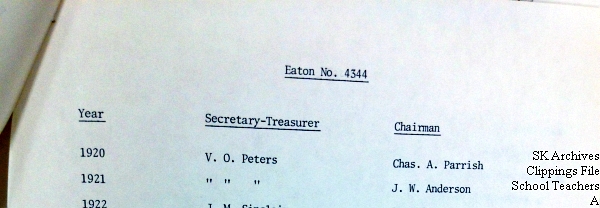 Eaton No. 4344
Year Secretary-Treasurer Chairman
1920 V. O. Peters Chas. A. Parrish
1921 " " " J. W. Anderson
1922 J. M.
SK Archives
Clippings File
School Teachers
A